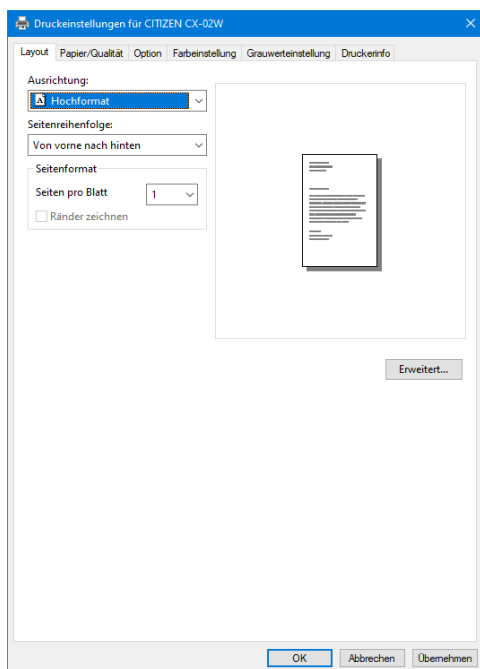 Druckeinstellungen für CITIZEN CX-02W
Layout Papier/Qualität Option Farbeinstellung Grauwerteinstellung Druckerinfo
Ausrichtung:
A Hochformat
Seitenreihenfolge:
Von vorne nach hinten
Seitenformat
Seiten pro Blatt 1
Ränder zeichnen
Erweitert...
OK Abbrechen Übernehmen